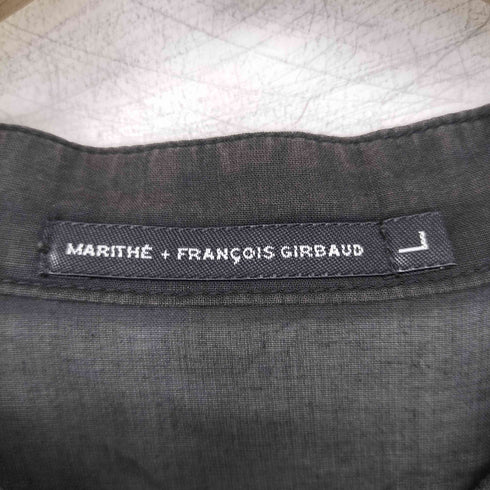 MARITHÉ + FRANÇOIS GIRBAUD
L